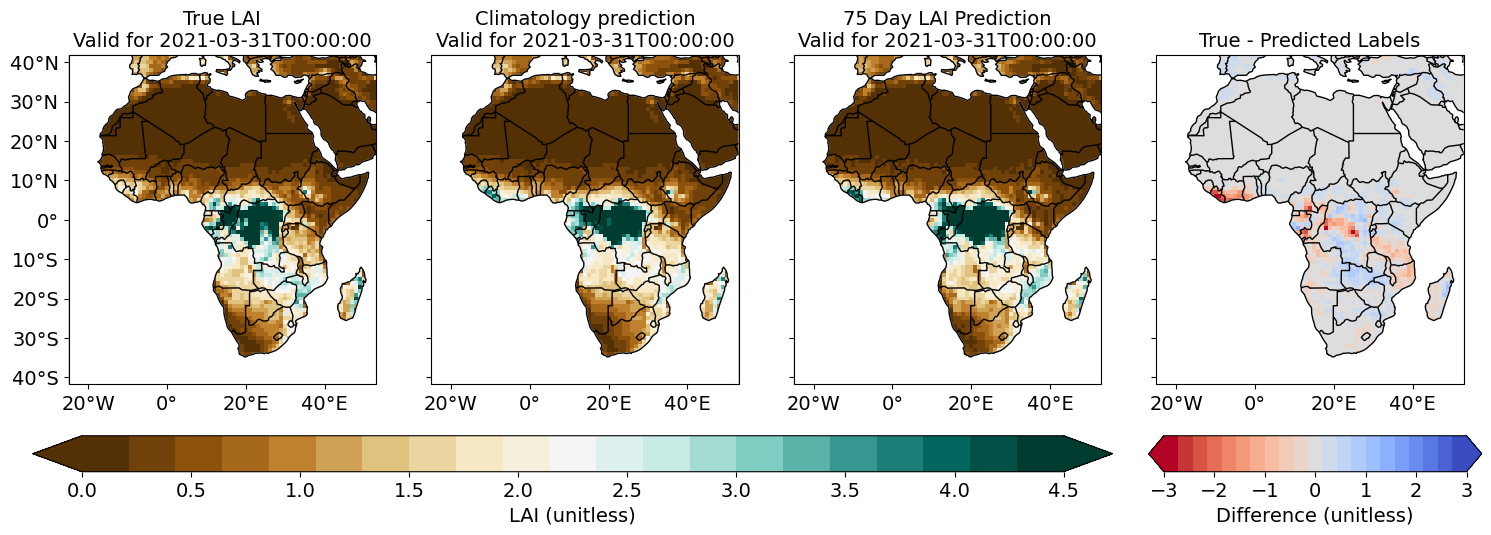 True LAI
Valid for 2021-03-31T00:00:00
Climatology prediction
Valid for 2021-03-31T00:00:00
75 Day LAI Prediction
Valid for 2021-03-31T00:00:00
True - Predicted Labels
40°N
30°N
20°N
10°N
0°
10°S
20°S
30°S
40°S
20°W 0° 20°E 40°E
20°W 0° 20°E 40°E
20°W 0° 20°E 40°E
20°W 0° 20°E 40°E
0.0 0.5 1.0 1.5 2.0 2.5 3.0 3.5 4.0 4.5
LAI (unitless)
−3 −2 −1 0 1 2 3
Difference (unitless)